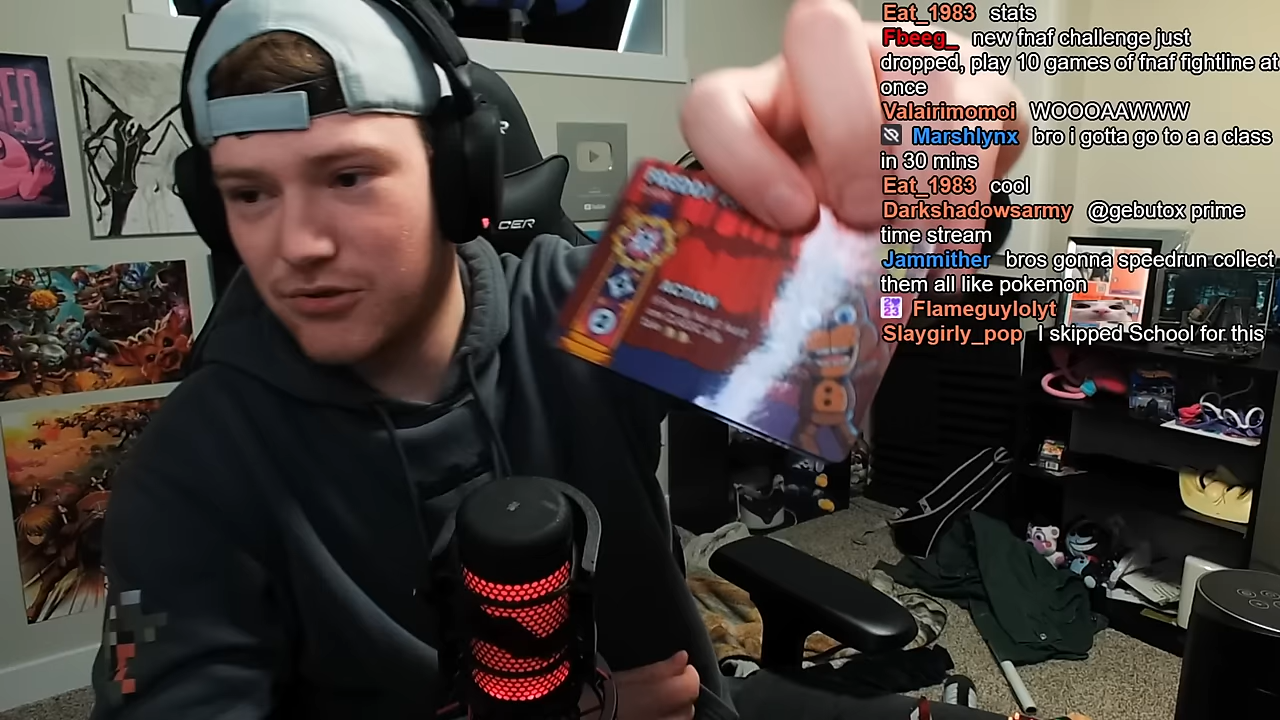 Eat_1983 stats
Fbeeg_ new fnaf challenge just
dropped, play 10 games of fnaf fightline at
once
Valairimomoi WOOOAAWWW
Marshlynx bro i gotta go to a a class
in 30 mins
Eat_1983 cool
Darkshadowsarmy @gebutox prime
time stream
Jammither bros gonna speedrun collect
them all like pokemon
Flameguylolyt
Slaygirly_pop I skipped School for this
ACTION